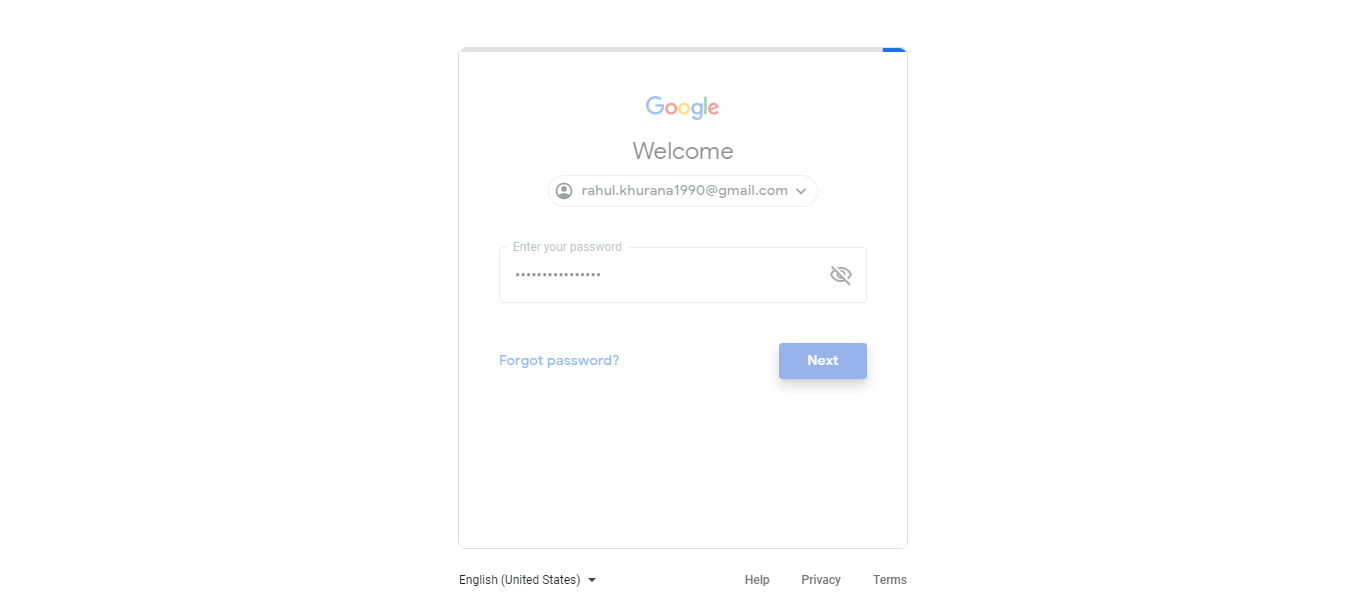 Google
Welcome
rahul.khurana1990@gmail.com
Enter your password
••••••••••••••••
Forgot password?
Next
English (United States)
Help
Privacy
Terms